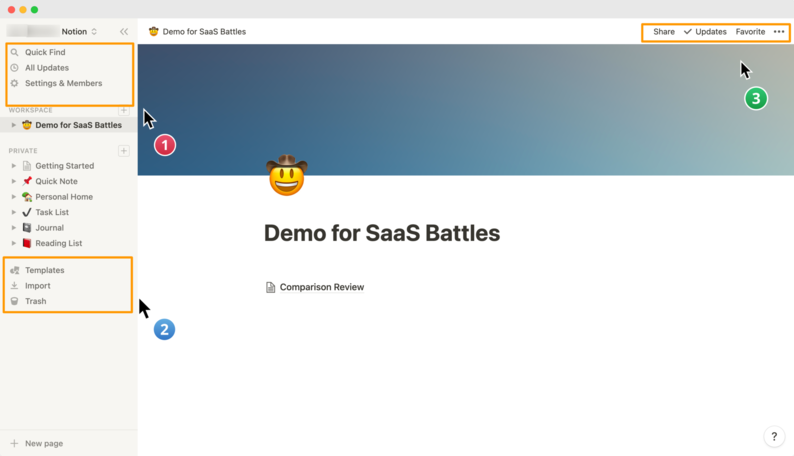 Notion
Quick Find
All Updates
Settings & Members
WORKSPACE
Demo for SaaS Battles
PRIVATE
Getting Started
Quick Note
Personal Home
Task List
Journal
Reading List
Templates
Import
Trash
New page
Demo for SaaS Battles
Share Updates Favorite
1
3
Demo for SaaS Battles
Comparison Review
2
?